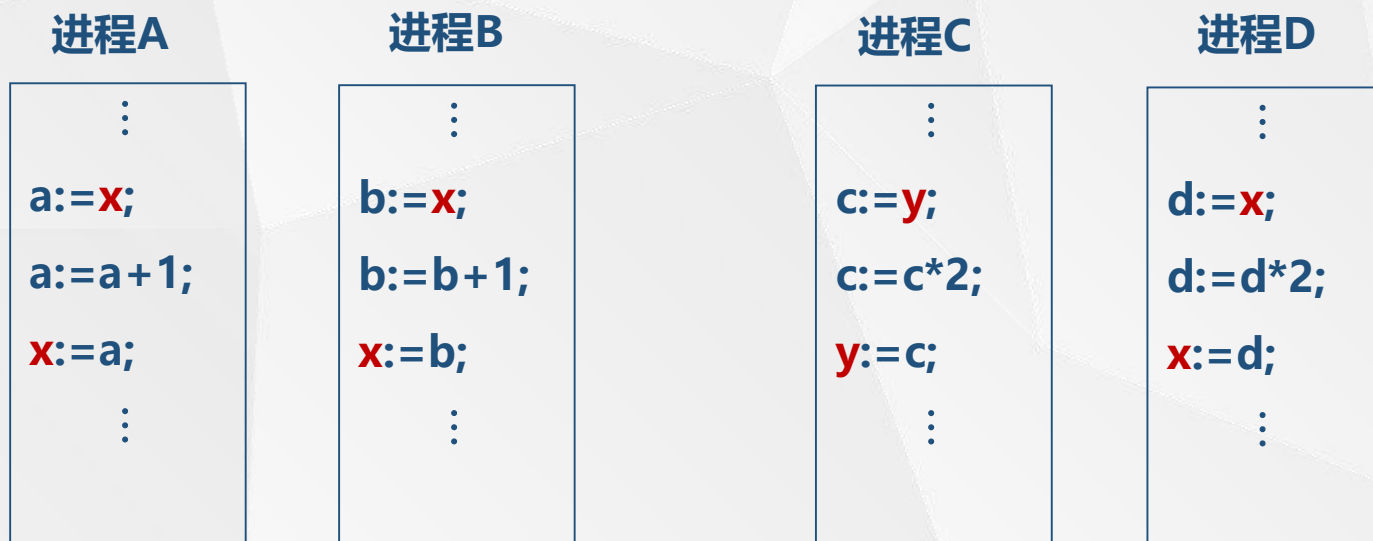 进程A
⋮
a:=x;
a:=a+1;
x:=a;
⋮
进程B
⋮
b:=x;
b:=b+1;
x:=b;
⋮
进程C
⋮
c:=y;
c:=c*2;
y:=c;
⋮
进程D
⋮
d:=x;
d:=d*2;
x:=d;
⋮